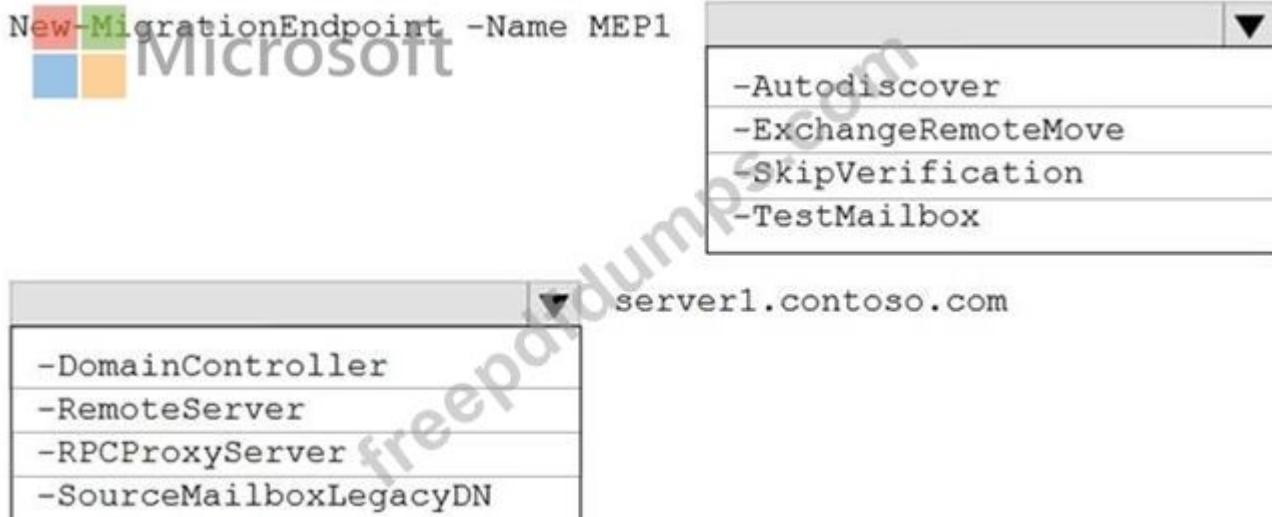 New-MigrationEndpoint -Name MEP1
Microsoft
-Autodiscover
-ExchangeRemoteMove
-SkipVerification
-TestMailbox
server1.contoso.com
-DomainController
-RemoteServer
-RPCProxyServer
-SourceMailboxLegacyDN
freepdfdumps.com